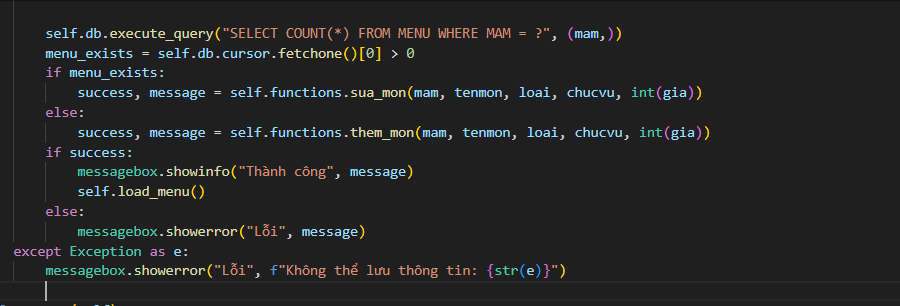 self.db.execute_query("SELECT COUNT(*) FROM MENU WHERE MAM = ?", (mam,))
menu_exists = self.db.cursor.fetchone()[0] > 0
if menu_exists:
success, message = self.functions.sua_mon(mam, tenmon, loai, chucvu, int(gia))
else:
success, message = self.functions.them_mon(mam, tenmon, loai, chucvu, int(gia))
if success:
messagebox.showinfo("Thành công", message)
self.load_menu()
else:
messagebox.showerror("Lỗi", message)
except Exception as e:
messagebox.showerror("Lỗi", f"Không thể lưu thông tin: {str(e)}")